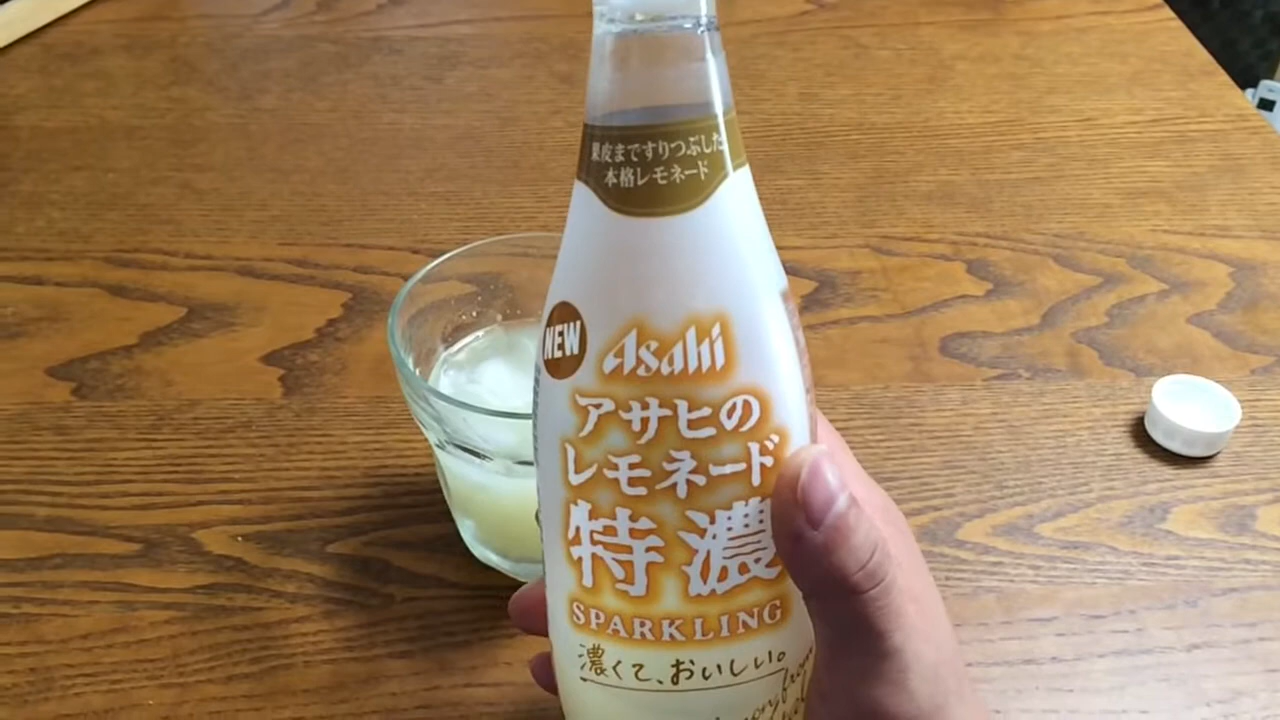 果皮まですりつぶした
本格レモネード
NEW
Asahi
アサヒの
レモネード
特濃
SPARKLING
濃くて、おいしい。
from